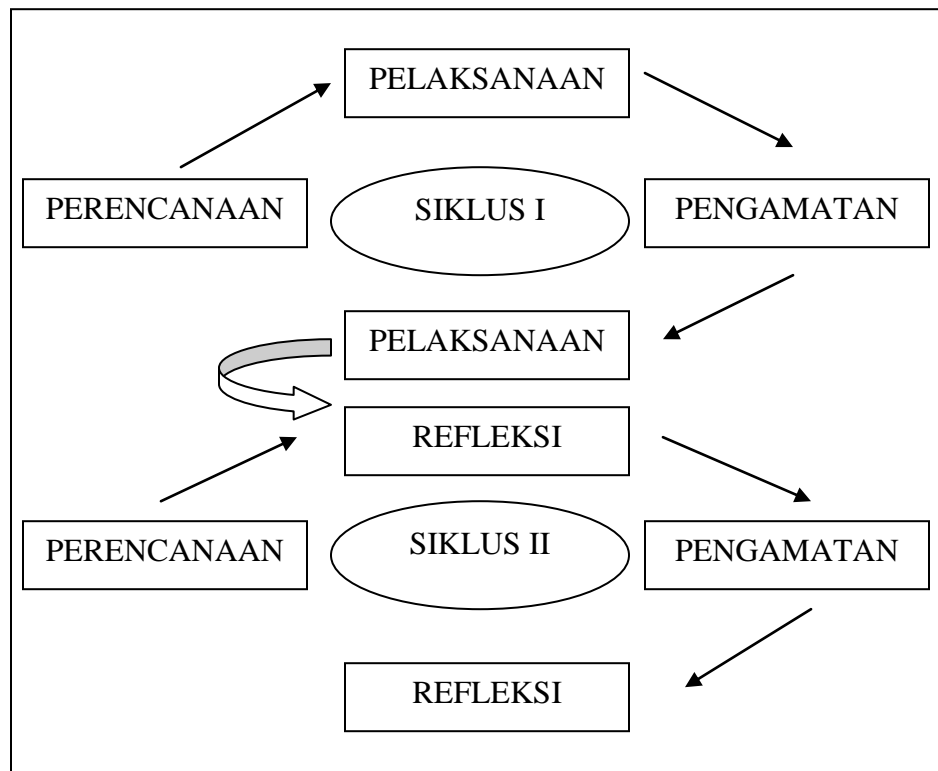 PELAKSANAAN
PERENCANAAN
SIKLUS I
PENGAMATAN
PELAKSANAAN
REFLEKSI
PERENCANAAN
SIKLUS II
PENGAMATAN
REFLEKSI